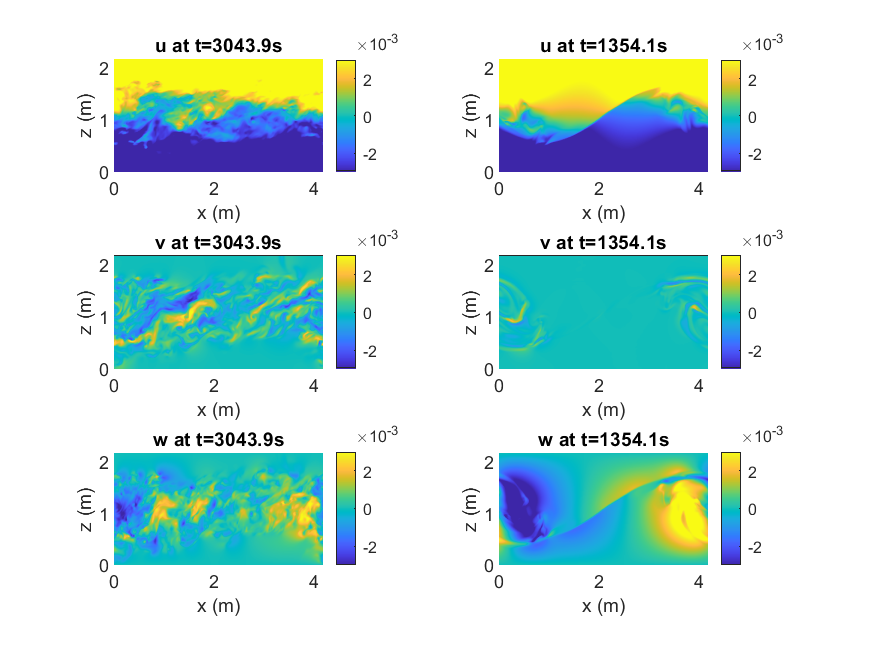 u at t=3043.9s
×10-3
2
1
0
z (m)
0 2 4
x (m)
2
0
-2
u at t=1354.1s
×10-3
2
1
0
z (m)
0 2 4
x (m)
2
0
-2
v at t=3043.9s
×10-3
2
1
0
z (m)
0 2 4
x (m)
2
0
-2
v at t=1354.1s
×10-3
2
1
0
z (m)
0 2 4
x (m)
2
0
-2
w at t=3043.9s
×10-3
2
1
0
z (m)
0 2 4
x (m)
2
0
-2
w at t=1354.1s
×10-3
2
1
0
z (m)
0 2 4
x (m)
2
0
-2